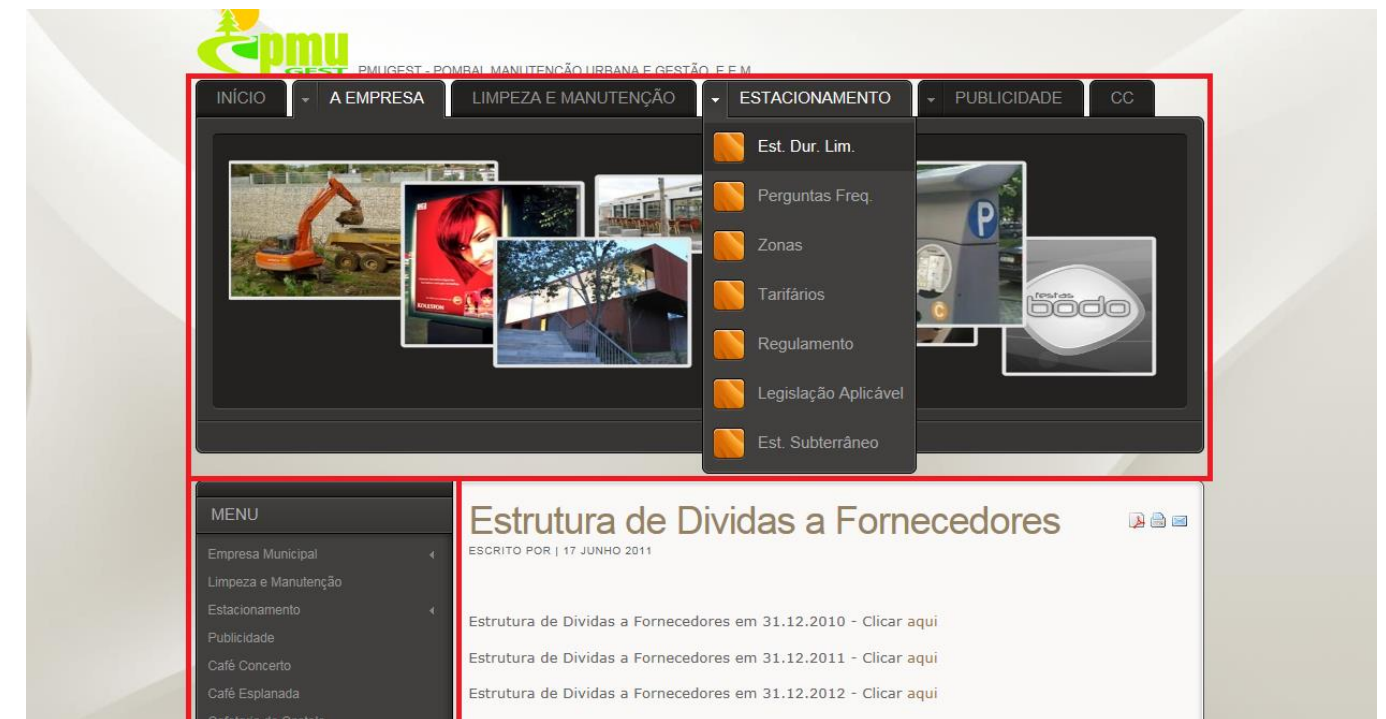 pmu
GEST
PMUGEST - POMBAL MANUTENÇÃO URBANA E GESTÃO, E.E.M.
INÍCIO
A EMPRESA
LIMPEZA E MANUTENÇÃO
ESTACIONAMENTO
PUBLICIDADE
CC
Est. Dur. Lim.
Perguntas Freq.
Zonas
Tarifários
Regulamento
Legislação Aplicável
Est. Subterrâneo
KOLESTON
P
C
festas
bodo
MENU
Empresa Municipal
Limpeza e Manutenção
Estacionamento
Publicidade
Café Concerto
Café Esplanada
Estrutura de Dividas a Fornecedores
ESCRITO POR | 17 JUNHO 2011
Estrutura de Dividas a Fornecedores em 31.12.2010 - Clicar aqui
Estrutura de Dividas a Fornecedores em 31.12.2011 - Clicar aqui
Estrutura de Dividas a Fornecedores em 31.12.2012 - Clicar aqui